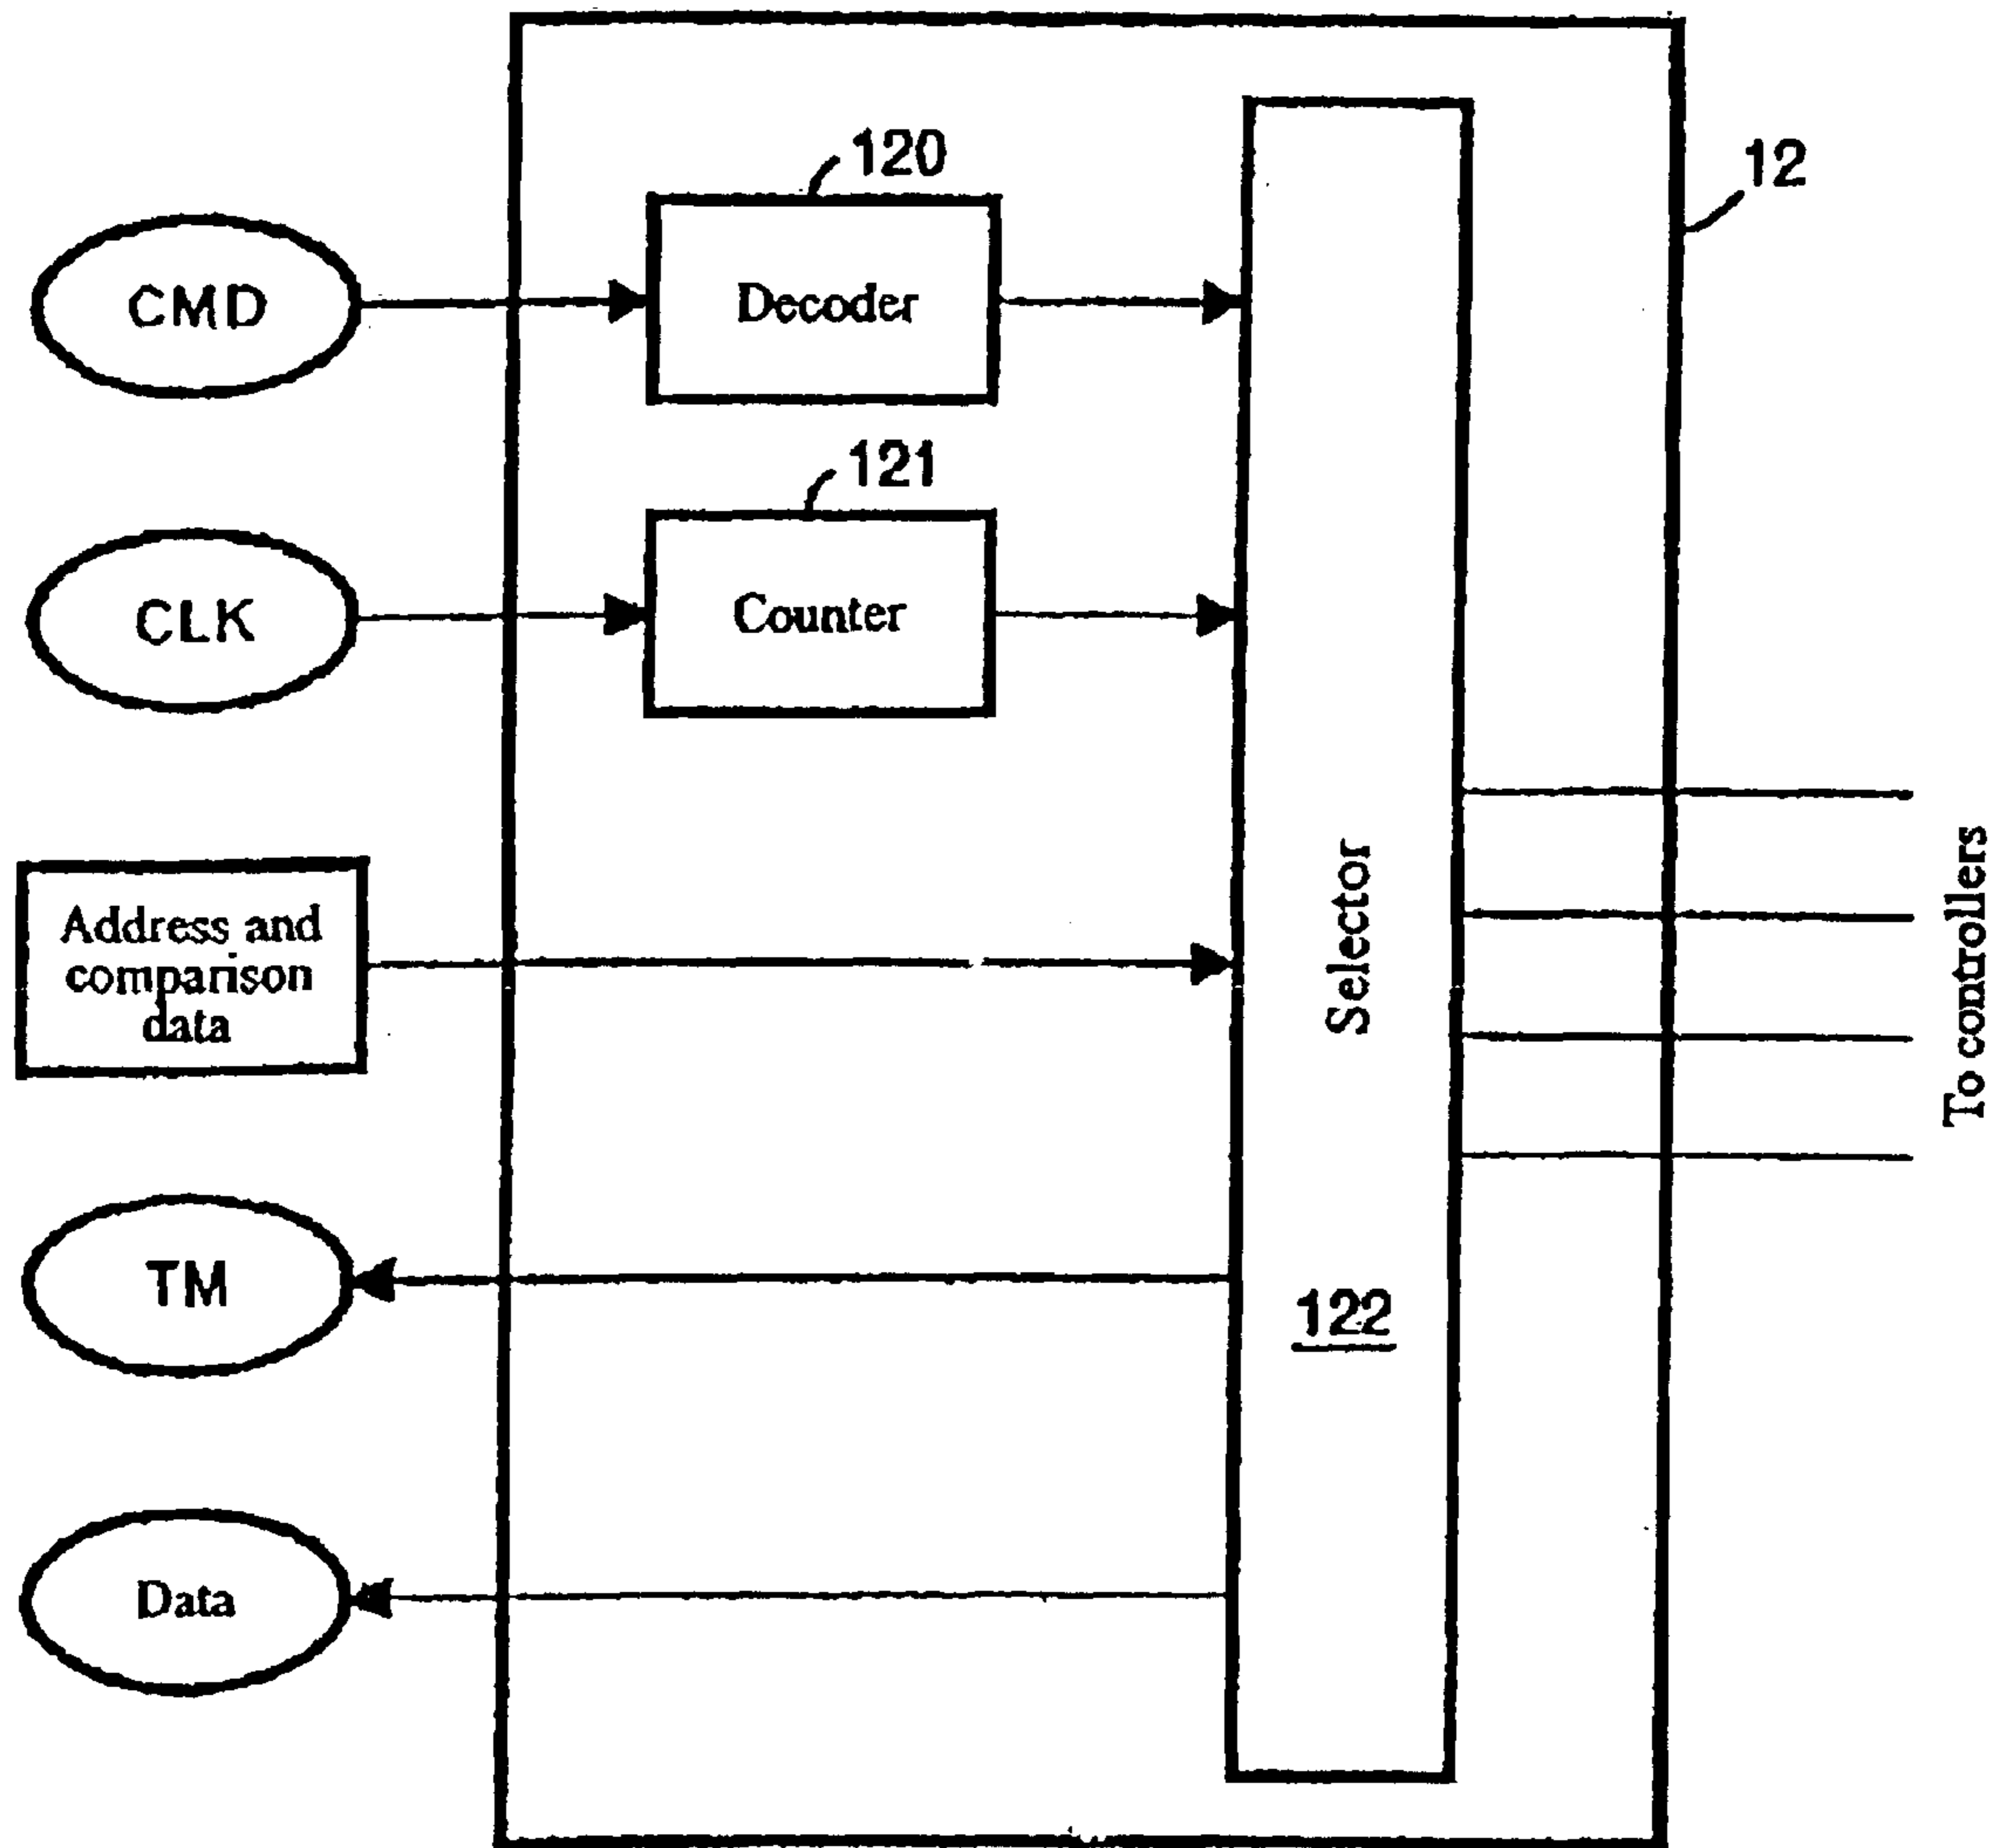 120
12
CMD
Decoder
121
CLK
Counter
Address and
comparison
data
Selector
To controllers
TM
122
Data